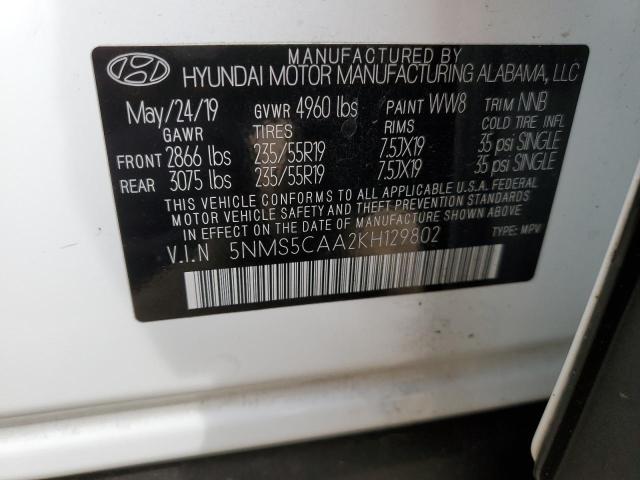 MANUFACTURED BY
HYUNDAI MOTOR MANUFACTURING ALABAMA, LLC
May/24/19 GVWR 4960 lbs PAINT WW8 TRIM NNB
GAWR TIRES RIMS COLD TIRE INFL
FRONT 2866 lbs 235/55R19 7.5JX19 35 psi SINGLE
REAR 3075 lbs 235/55R19 7.5JX19 35 psi SINGLE
THIS VEHICLE CONFORMS TO ALL APPLICABLE U.S.A. FEDERAL
MOTOR VEHICLE SAFETY AND THEFT PREVENTION STANDARDS
IN EFFECT ON THE DATE OF MANUFACTURE SHOWN ABOVE.
V.I.N 5NMS5CAA2KH129802 TYPE: MPV